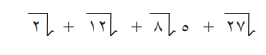 √٢٧ + ٥√٨ + √١٢ + √٢